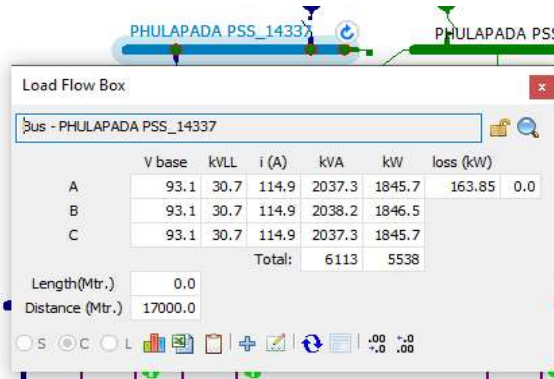 PHULAPADA PSS_14337
PHULAPADA PSS
Load Flow Box
x
Bus - PHULAPADA PSS_14337
V base kVLL i (A) kVA kW loss (kW)
A 93.1 30.7 114.9 2037.3 1845.7 163.85 0.0
B 93.1 30.7 114.9 2038.2 1846.5
C 93.1 30.7 114.9 2037.3 1845.7
Total: 6113 5538
Length(Mtr.) 0.0
Distance (Mtr.) 17000.0
S C L .00 →.0 ←.0 .00